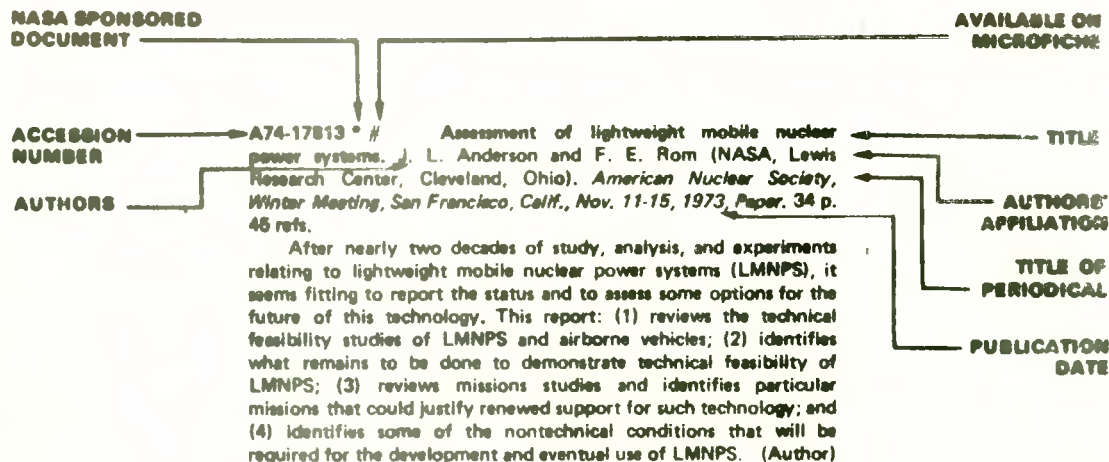 NASA SPONSORED
DOCUMENT
AVAILABLE ON
MICROFICHE
ACCESSION
NUMBER
AUTHORS
A74-17813 * # Assessment of lightweight mobile nuclear
power systems. J. L. Anderson and F. E. Rom (NASA, Lewis
Research Center, Cleveland, Ohio). American Nuclear Society,
Winter Meeting, San Francisco, Calif., Nov. 11-15, 1973, Paper. 34 p.
46 refs.
After nearly two decades of study, analysis, and experiments
relating to lightweight mobile nuclear power systems (LMNPS), it
seems fitting to report the status and to assess some options for the
future of this technology. This report: (1) reviews the technical
feasibility studies of LMNPS and airborne vehicles; (2) identifies
what remains to be done to demonstrate technical feasibility of
LMNPS; (3) reviews missions studies and identifies particular
missions that could justify renewed support for such technology; and
(4) identifies some of the nontechnical conditions that will be
required for the development and eventual use of LMNPS. (Author)
TITLE
AUTHORS'
AFFILIATION
TITLE OF
PERIODICAL
PUBLICATION
DATE